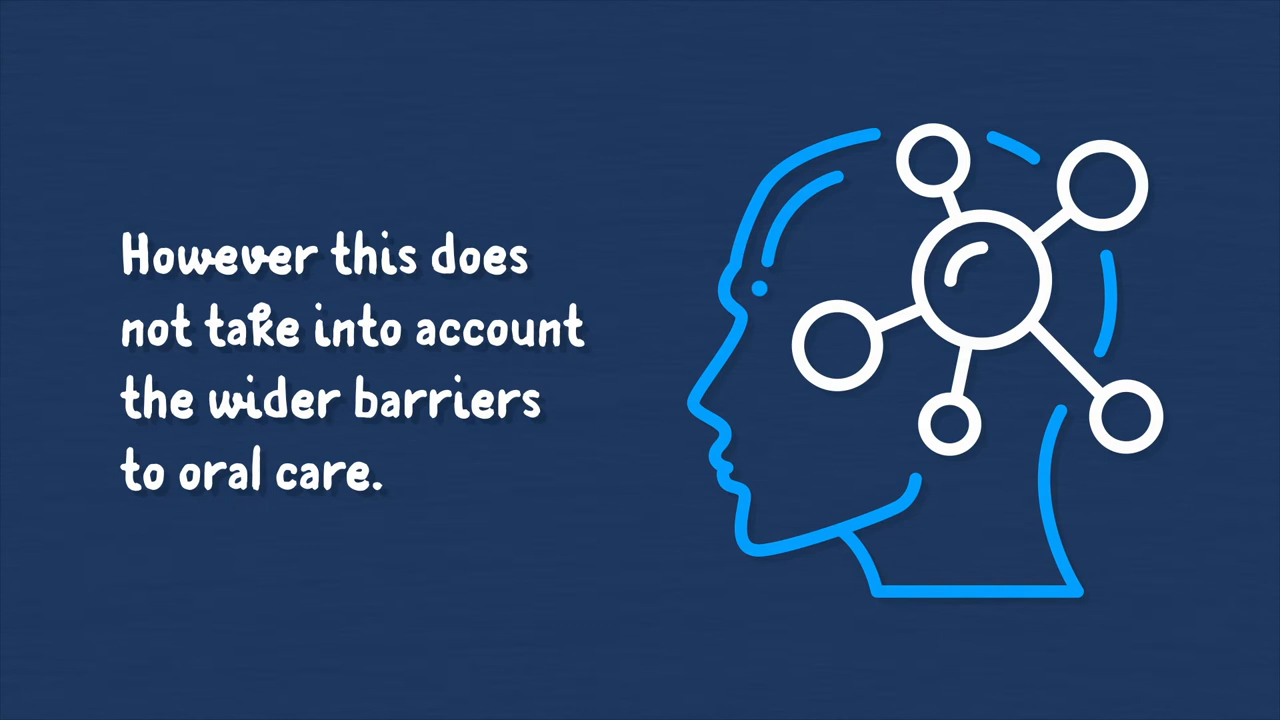 However this does
not take into account
the wider barriers
to oral care.